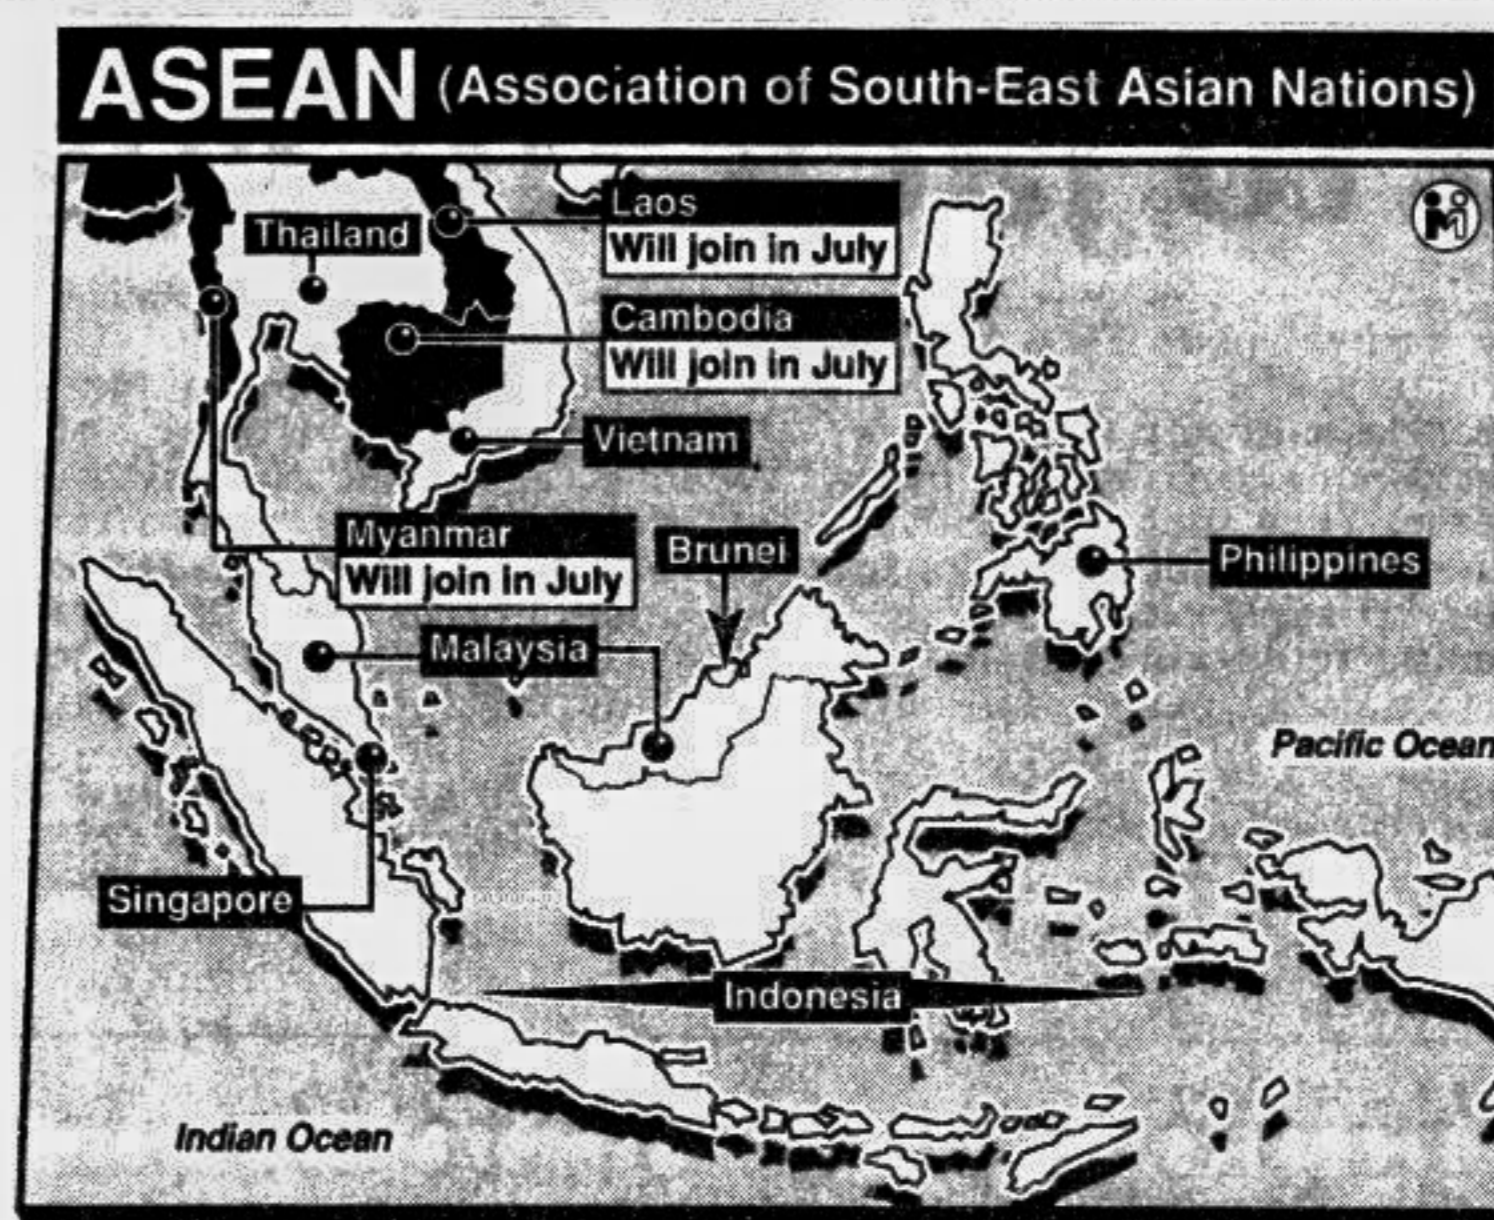 ASEAN (Association of South-East Asian Nations)
Laos
Will join in July
Thailand
Cambodia
Will join in July
Vietnam
Myanmar
Will join in July
Brunei
Philippines
Malaysia
Pacific Ocean
Singapore
Indonesia
Indian Ocean